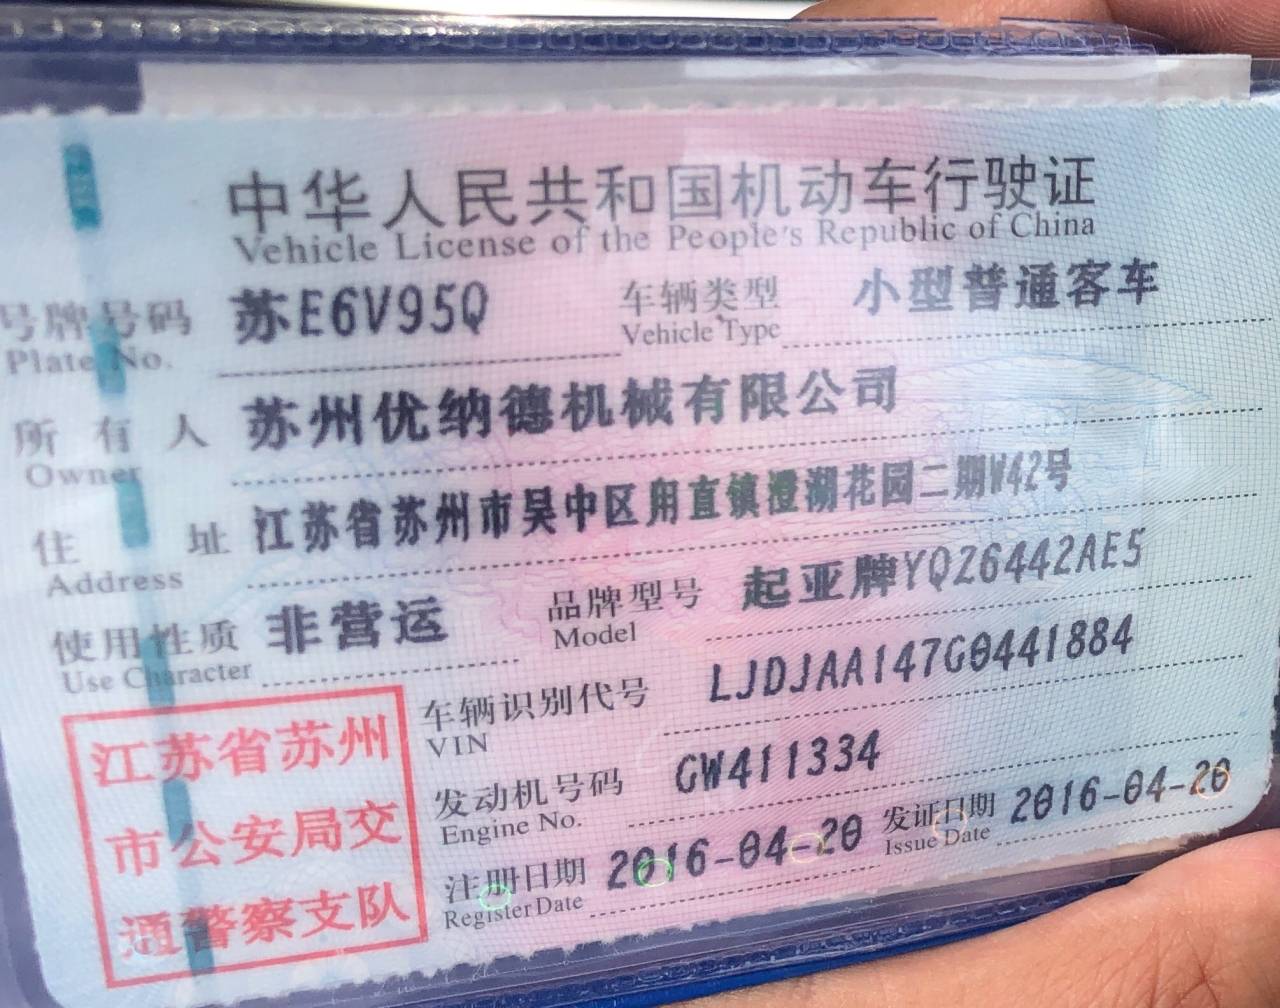 中华人民共和国机动车行驶证
Vehicle License of the People's Republic of China
号牌号码 苏E6V95Q 车辆类型 小型普通客车
Plate No. Vehicle Type
所有人 苏州优纳德机械有限公司
Owner
住址 江苏省苏州市吴中区甪直镇澄湖花园二期W42号
Address
使用性质 非营运 品牌型号 起亚牌YQZ6442AE5
Use Character Model
车辆识别代号 LJDJAA147G0441884
VIN
发动机号码 GW411334
Engine No.
注册日期 2016-04-20 发证日期 2016-04-20
Register Date Issue Date
江苏省苏州
市公安局交
通警察支队